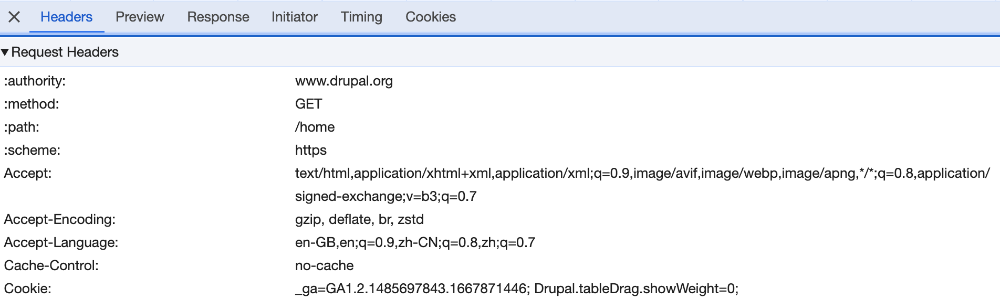 Headers Preview Response Initiator Timing Cookies
Request Headers
:authority: www.drupal.org
:method: GET
:path: /home
:scheme: https
Accept: text/html,application/xhtml+xml,application/xml;q=0.9,image/avif,image/webp,image/apng,*/*;q=0.8,application/
signed-exchange;v=b3;q=0.7
Accept-Encoding: gzip, deflate, br, zstd
Accept-Language: en-GB,en;q=0.9,zh-CN;q=0.8,zh;q=0.7
Cache-Control: no-cache
Cookie: _ga=GA1.2.1485697843.1667871446; Drupal.tableDrag.showWeight=0;